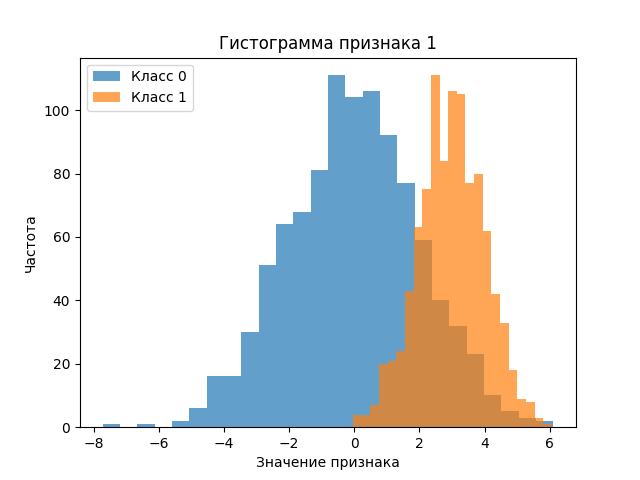 Гистограмма признака 1
Класс 0
Класс 1
Частота
100
80
60
40
20
0
−8 −6 −4 −2 0 2 4 6
Значение признака